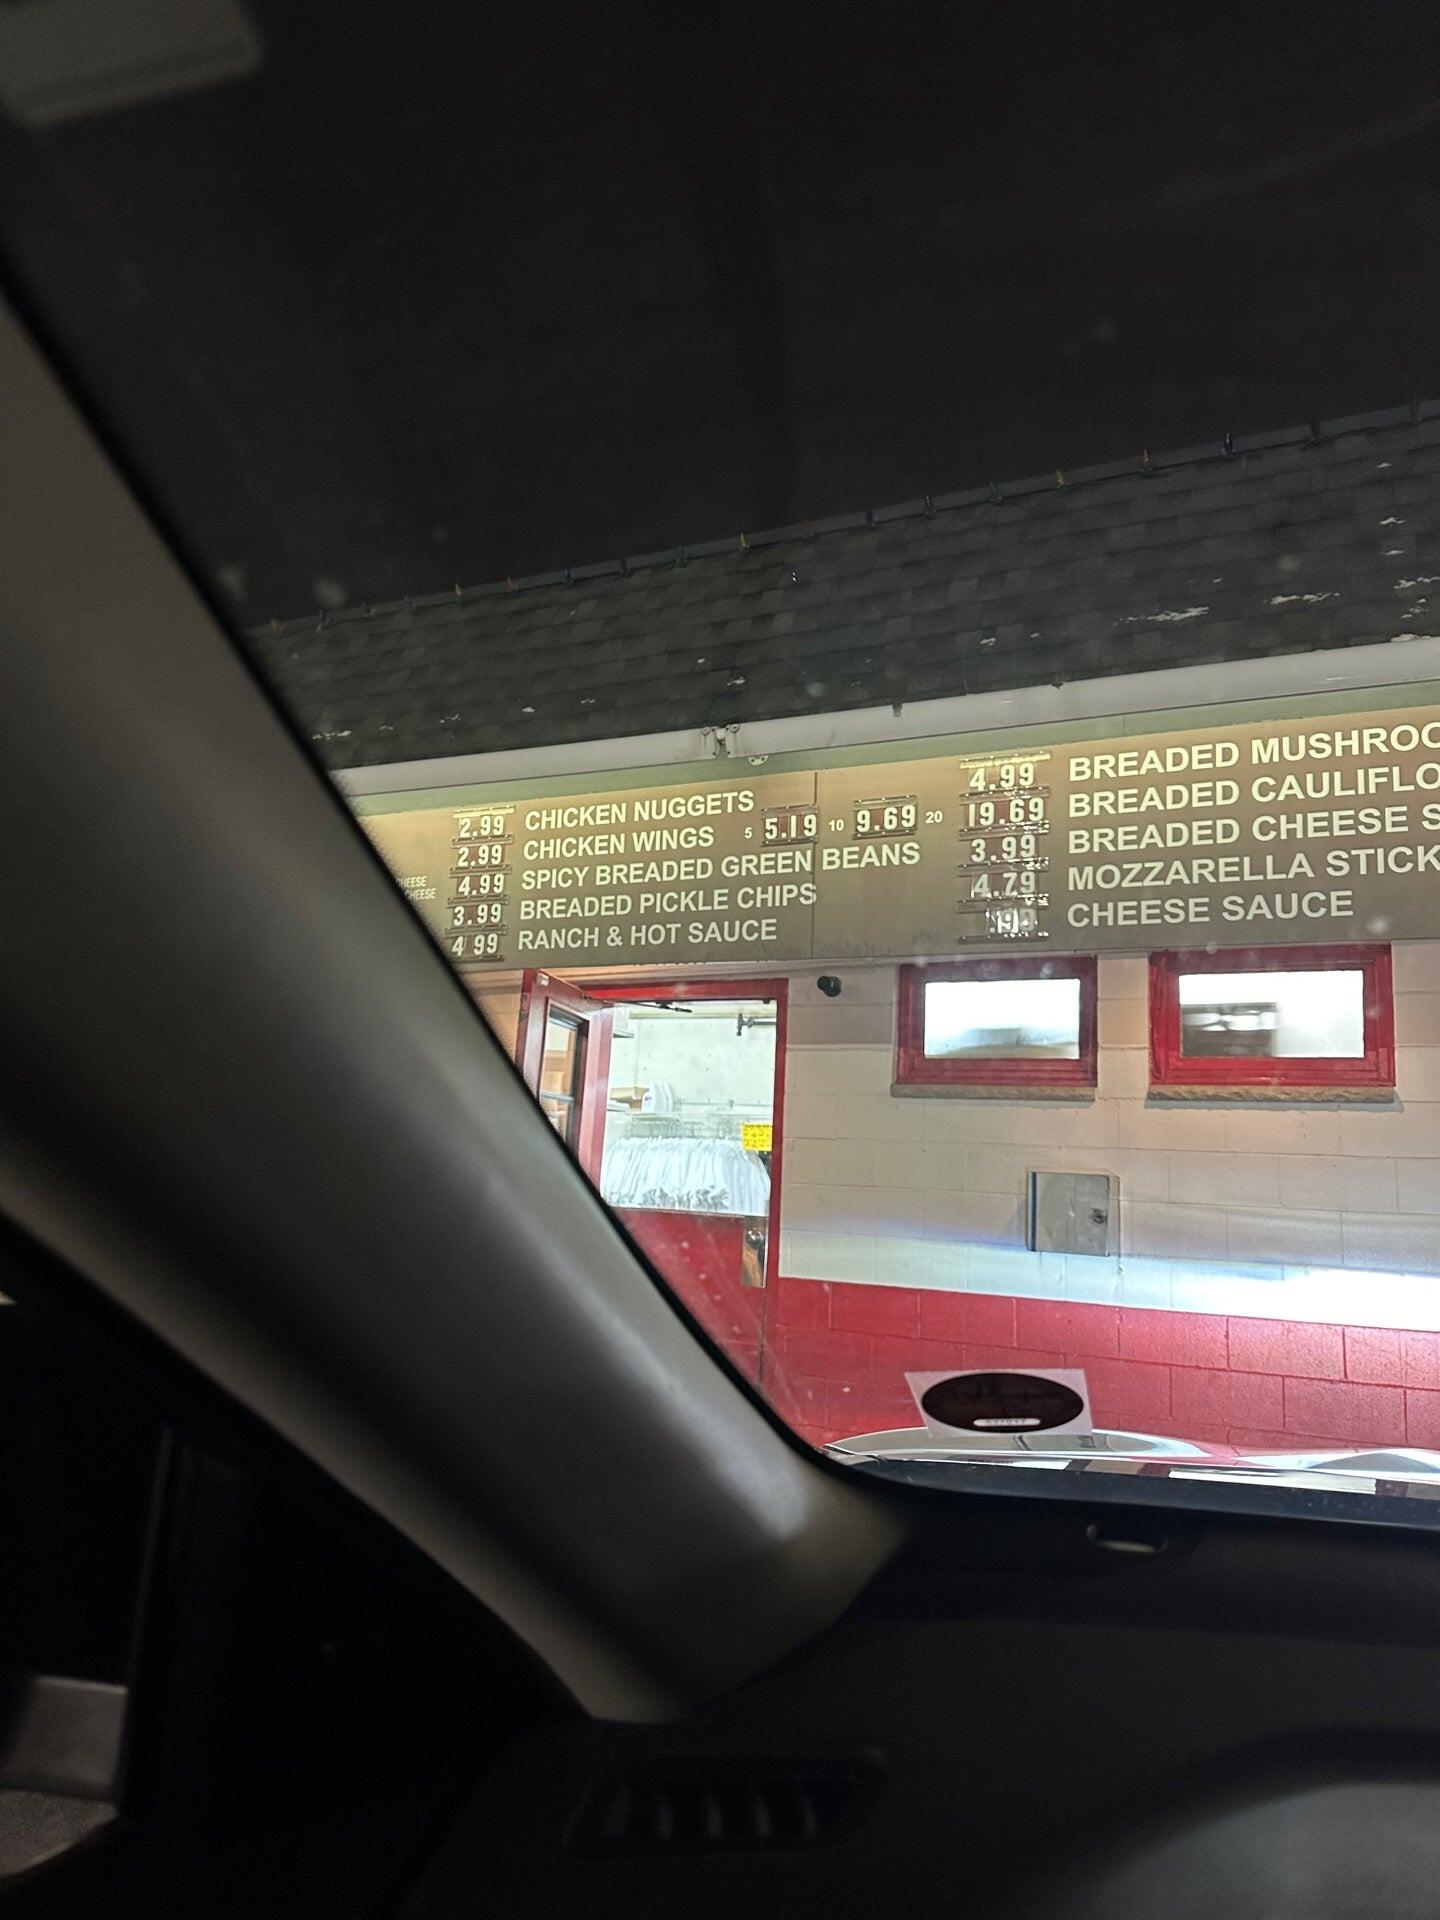 2.99 CHICKEN NUGGETS 4.99 BREADED
2.99 CHICKEN WINGS 5 5.19 10 9.69 20 19.69 BREADED
CHEESE 4.99 SPICY BREADED GREEN BEANS 3.99 BREADED CHEESE S
CHEESE 3.99 BREADED PICKLE CHIPS 4.79 MOZZARELLA STICK
4.99 RANCH & HOT SAUCE CHEESE SAUCE